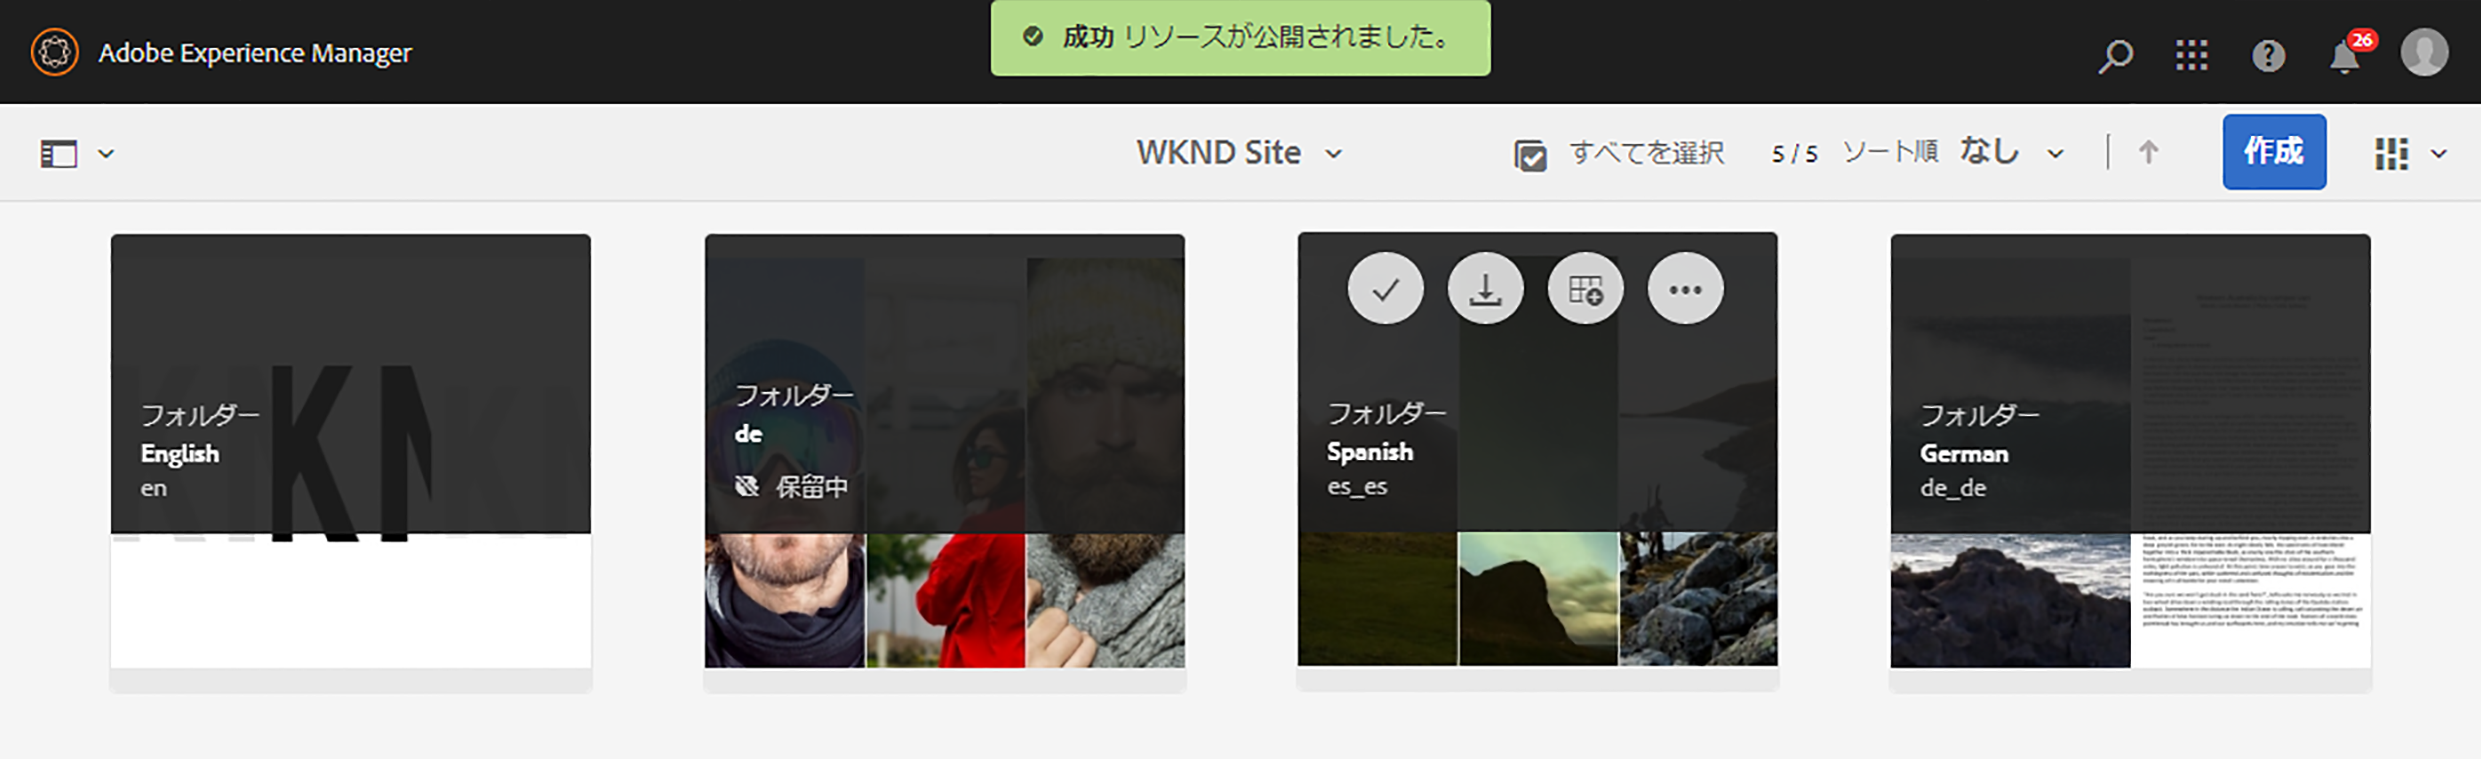 Adobe Experience Manager
成功 リソースが公開されました。
26
WKND Site
すべてを選択
5 / 5
ソート順 なし
作成
フォルダー
English
en
フォルダー
de
保留中
フォルダー
Spanish
es_es
フォルダー
German
de_de